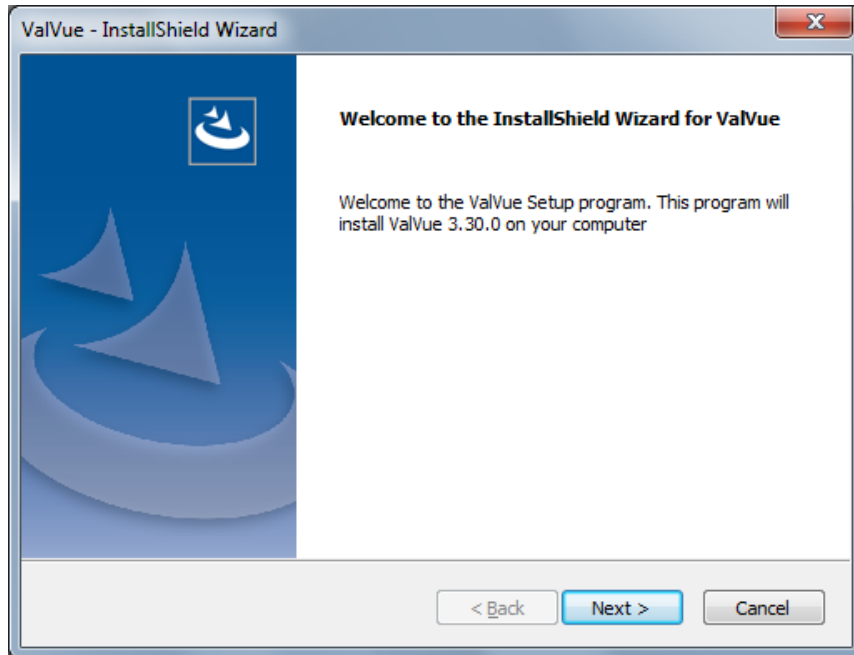 ValVue - InstallShield Wizard
Welcome to the InstallShield Wizard for ValVue
Welcome to the ValVue Setup program. This program will
install ValVue 3.30.0 on your computer
< Back
Next >
Cancel